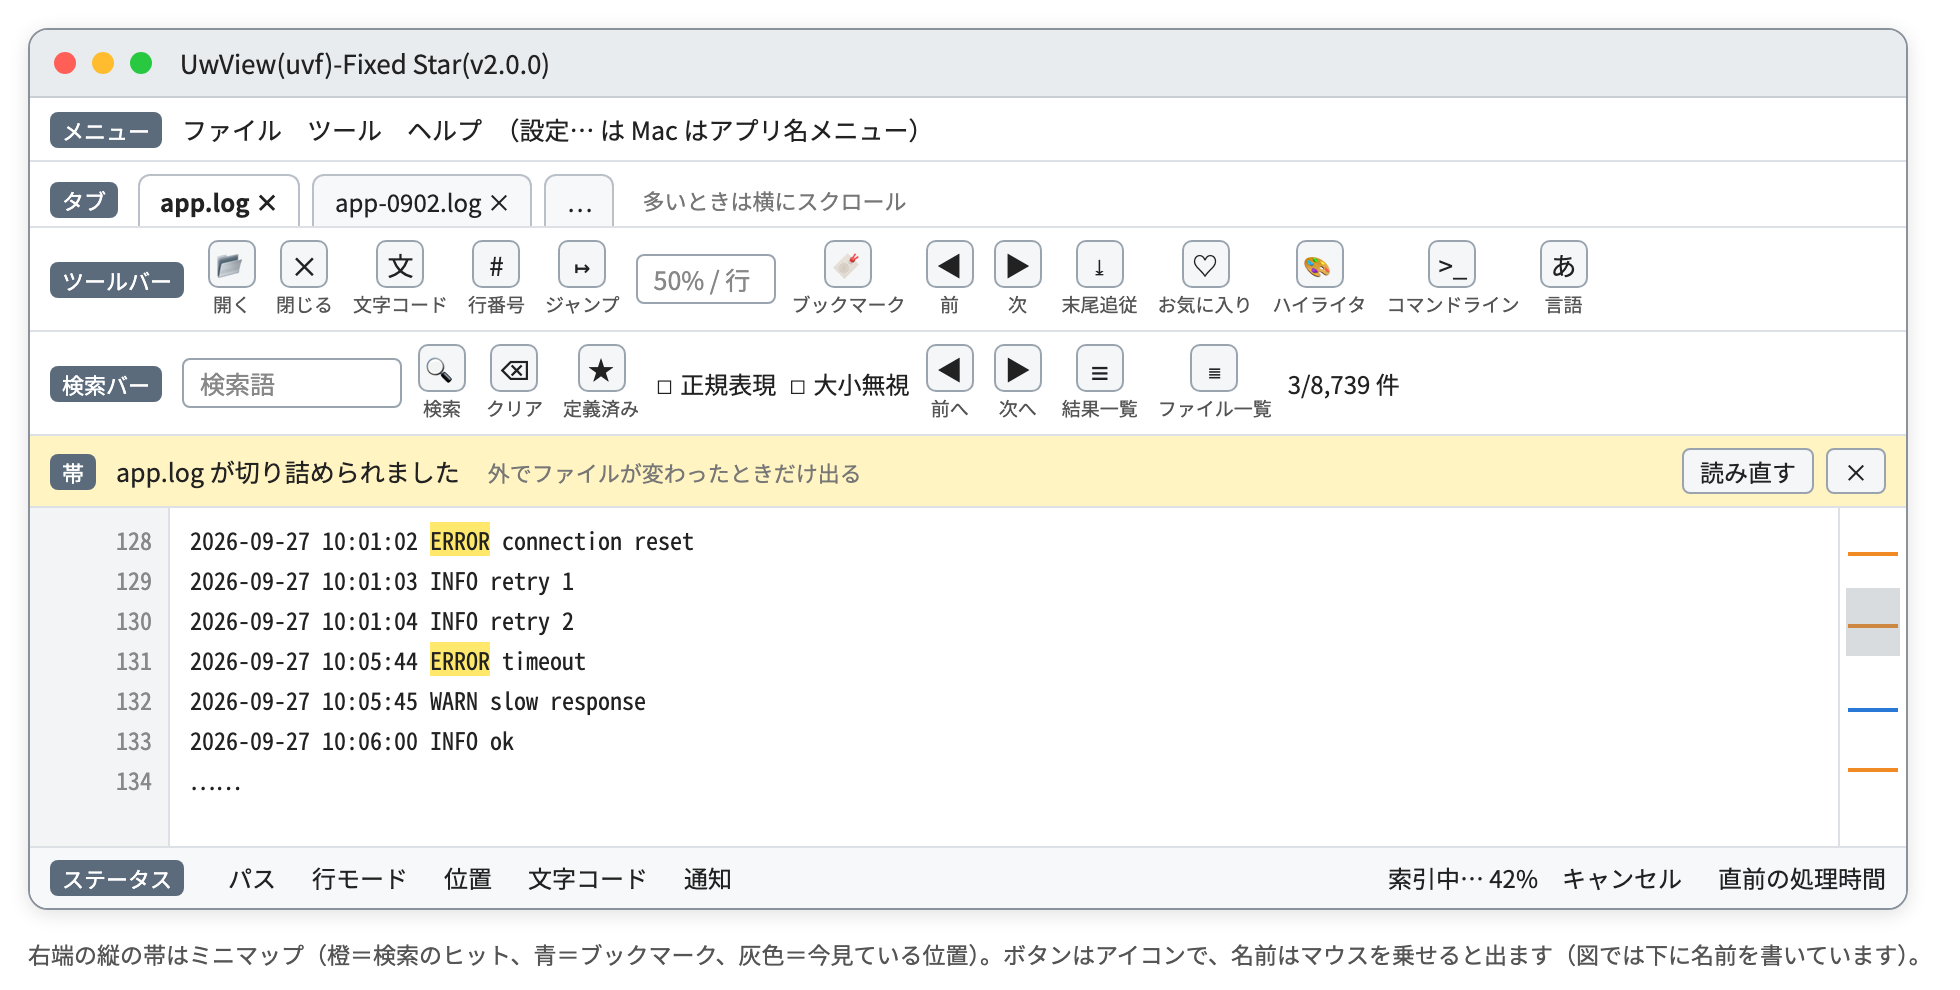 UwView(uvf)-Fixed Star(v2.0.0)
メニュー ファイル ツール ヘルプ （設定… は Mac はアプリ名メニュー）
タブ app.log × app-0902.log × … 多いときは横にスクロール
ツールバー 開く × 閉じる 文 文字コード # 行番号 ↦ ジャンプ 50% / 行 ブックマーク ◀ 前 ▶ 次 ⤓ 末尾追従 ♡ お気に入り ハイライタ >_ コマンドライン あ 言語
検索バー 検索語 検索 ⌫ クリア ★ 定義済み □ 正規表現 □ 大小無視 ◀ 前へ ▶ 次へ ≡ 結果一覧 ≣ ファイル一覧 3/8,739 件
帯 app.log が切り詰められました 外でファイルが変わったときだけ出る 読み直す ×
128 2026-09-27 10:01:02 ERROR connection reset
129 2026-09-27 10:01:03 INFO retry 1
130 2026-09-27 10:01:04 INFO retry 2
131 2026-09-27 10:05:44 ERROR timeout
132 2026-09-27 10:05:45 WARN slow response
133 2026-09-27 10:06:00 INFO ok
134 ……
ステータス パス 行モード 位置 文字コード 通知 索引中… 42% キャンセル 直前の処理時間
右端の縦の帯はミニマップ（橙＝検索のヒット、青＝ブックマーク、灰色＝今見ている位置）。ボタンはアイコンで、名前はマウスを乗せると出ます（図では下に名前を書いています）。